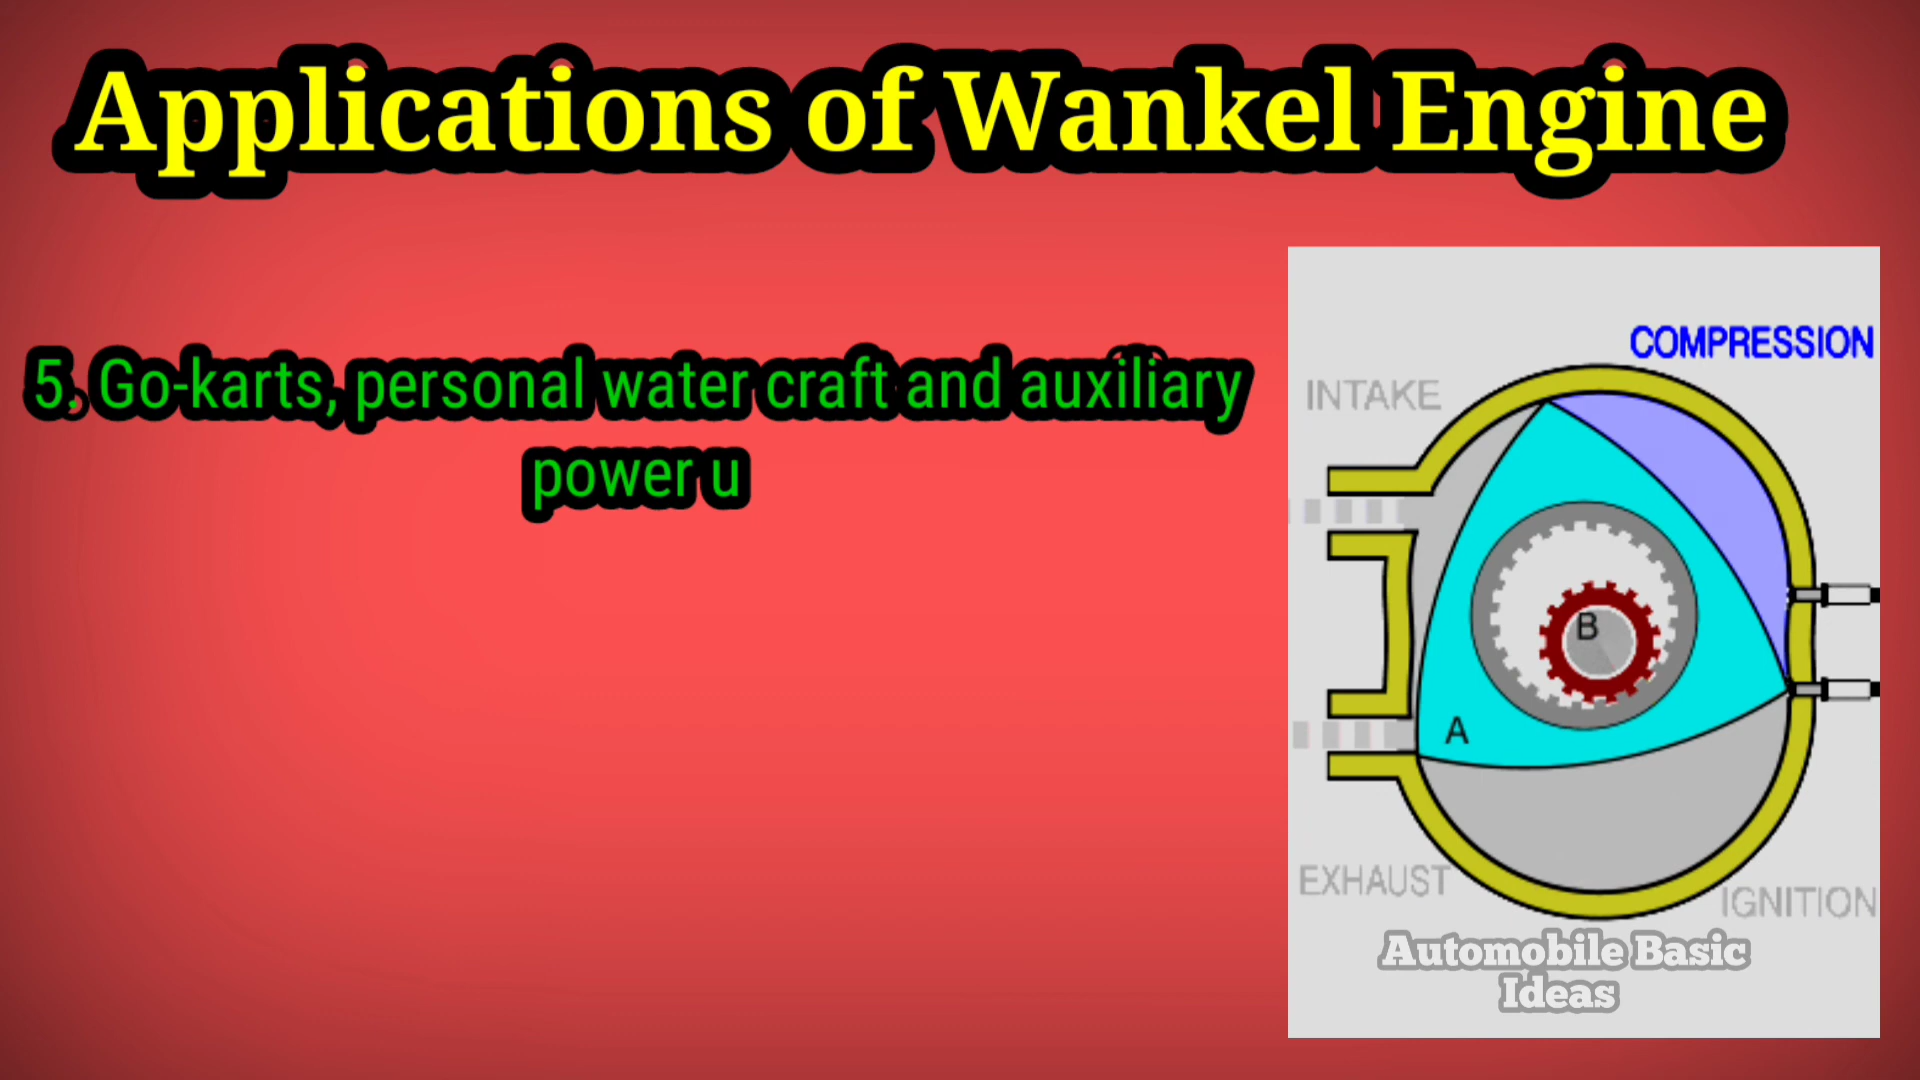 Applications of Wankel Engine
5. Go-karts, personal water craft and auxiliary
power u
COMPRESSION
INTAKE
B
A
EXHAUST
IGNITION
Automobile Basic
Ideas